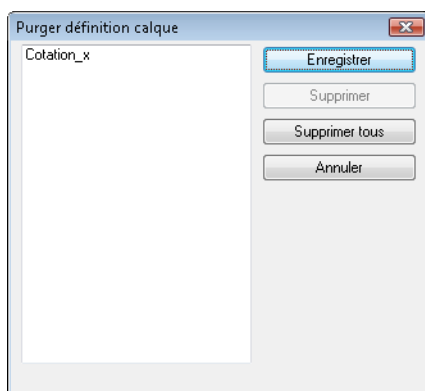 Purger définition calque
Cotation_x
Enregistrer
Supprimer
Supprimer tous
Annuler